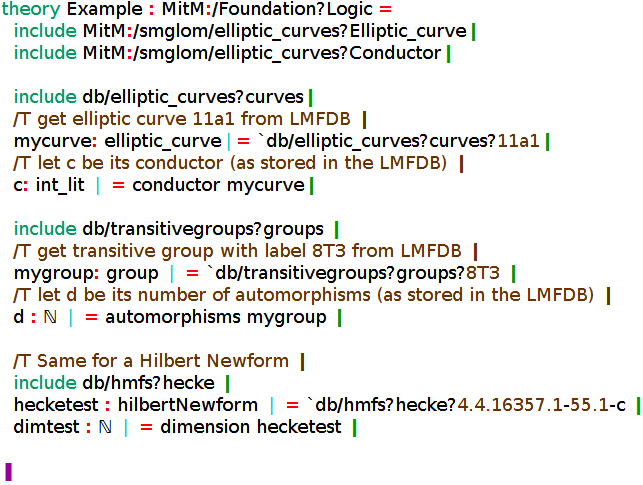 theory Example : MitM:/Foundation?Logic =
include MitM:/smglom/elliptic_curves?Elliptic_curve❙
include MitM:/smglom/elliptic_curves?Conductor❙
include db/elliptic_curves?curves❙
/T get elliptic curve 11a1 from LMFDB ❙
mycurve: elliptic_curve❘= `db/elliptic_curves?curves?11a1❙
/T let c be its conductor (as stored in the LMFDB) ❙
c: int_lit ❘ = conductor mycurve❙
include db/transitivegroups?groups ❙
/T get transitive group with label 8T3 from LMFDB ❙
mygroup: group ❘ = `db/transitivegroups?groups?8T3 ❙
/T let d be its number of automorphisms (as stored in the LMFDB) ❙
d : ℕ ❘ = automorphisms mygroup ❙
/T Same for a Hilbert Newform ❙
include db/hmfs?hecke ❙
hecketest : hilbertNewform ❘ = `db/hmfs?hecke?4.4.16357.1-55.1-c ❙
dimtest : ℕ ❘ = dimension hecketest ❙
❚